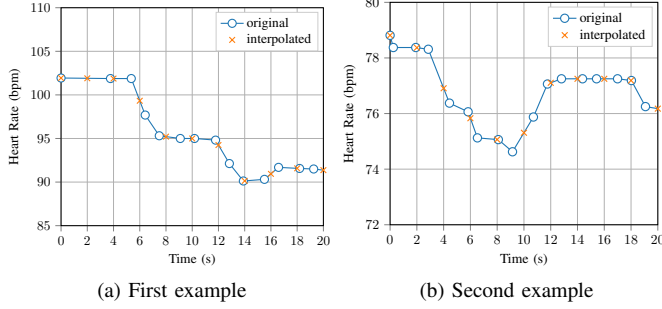 110
105
100
95
90
85
Heart Rate (bpm)
0 2 4 6 8 10 12 14 16 18 20
Time (s)
original
interpolated
(a) First example
80
78
76
74
72
Heart Rate (bpm)
0 2 4 6 8 10 12 14 16 18 20
Time (s)
original
interpolated
(b) Second example